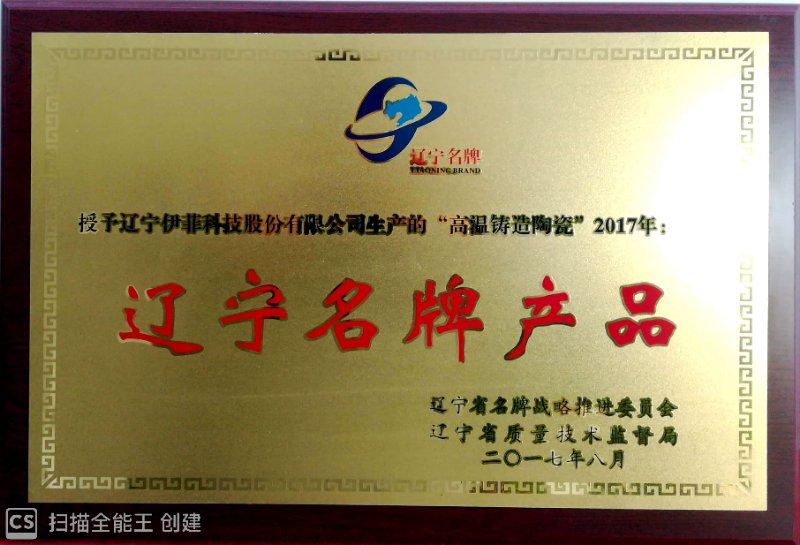 辽宁名牌
LIAONING BRAND
授予辽宁伊菲科技股份有限公司生产的“高温铸造陶瓷”2017年：
辽宁名牌产品
辽宁省名牌战略推进委员会
辽宁省质量技术监督局
二〇一七年八月
CS 扫描全能王 创建